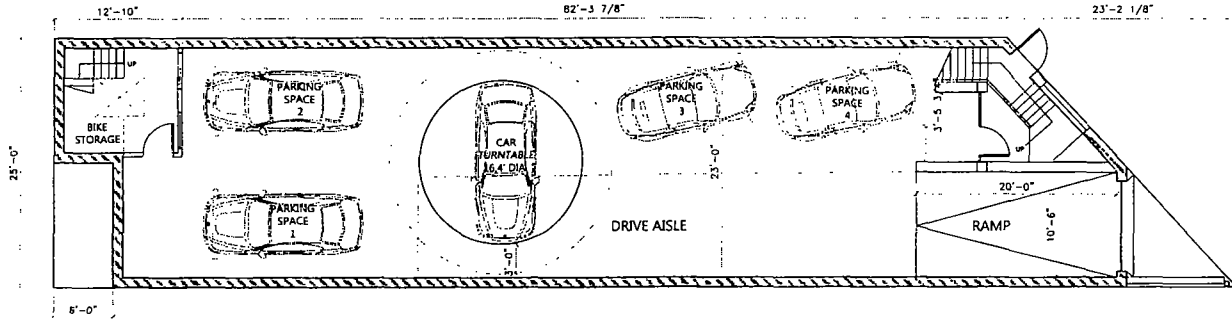 12'-10"
82'-3 7/8"
23'-2 1/8"
UP
BIKE
STORAGE
25'-0"
6'-0"
PARKING
SPACE
2
PARKING
SPACE
1
CAR
TURNTABLE
16.4' DIA.
3'-0"
PARKING
SPACE
3
PARKING
SPACE
4
23'-0"
DRIVE AISLE
UP
20'-0"
RAMP
10'-6"